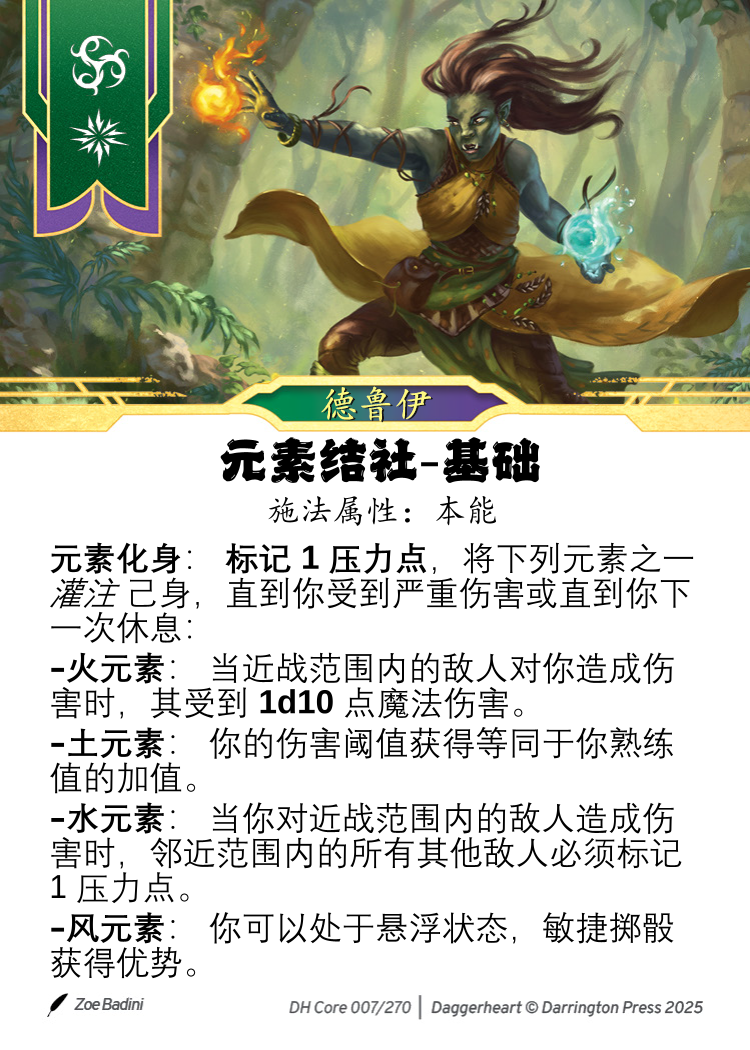 德鲁伊
元素结社-基础
施法属性：本能
元素化身： 标记 1 压力点，将下列元素之一
灌注 己身，直到你受到严重伤害或直到你下
一次休息：
-火元素： 当近战范围内的敌人对你造成伤
害时，其受到 1d10 点魔法伤害。
-土元素： 你的伤害阈值获得等同于你熟练
值的加值。
-水元素： 当你对近战范围内的敌人造成伤
害时，邻近范围内的所有其他敌人必须标记
1 压力点。
-风元素： 你可以处于悬浮状态，敏捷掷骰
获得优势。
Zoe Badini
DH Core 007/270 | Daggerheart © Darrington Press 2025